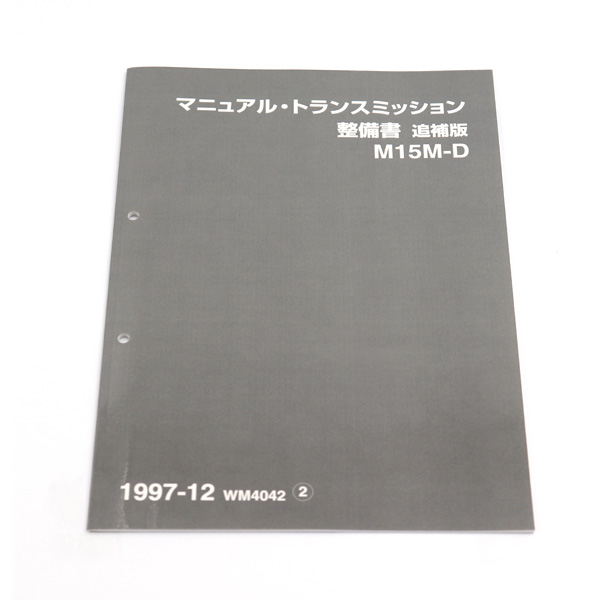 マニュアル・トランスミッション
整備書 追補版
M15M-D
1997-12 WM4042 ②